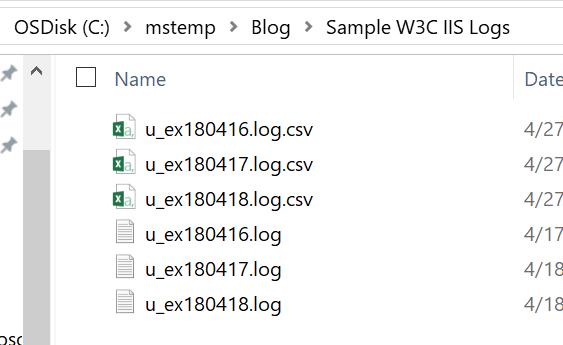 OSDisk (C:) > mstemp > Blog > Sample W3C IIS Logs
Name Date
u_ex180416.log.csv 4/27
u_ex180417.log.csv 4/27
u_ex180418.log.csv 4/27
u_ex180416.log 4/17
u_ex180417.log 4/18
u_ex180418.log 4/18